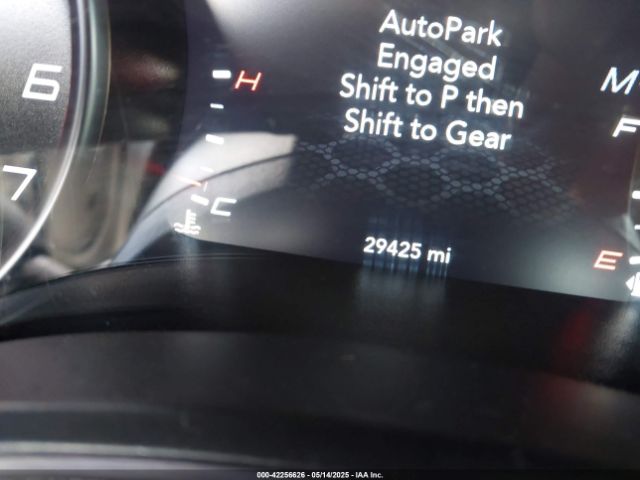 AutoPark
Engaged
Shift to P then
Shift to Gear
6
7
H
C
29425 mi
F
E
000-42256626 - 05/14/2025 - IAA Inc.